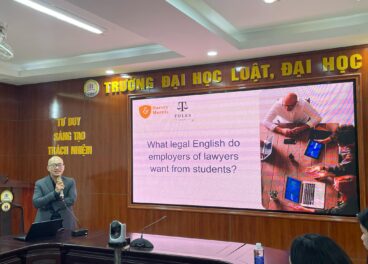 TRƯỜNG ĐẠI HỌC LUẬT, ĐẠI HỌC
TƯ DUY
SÁNG TẠO
TRÁCH NHIỆM
Harvey
Morris
TOLES
What legal English do
employers of lawyers
want from students?